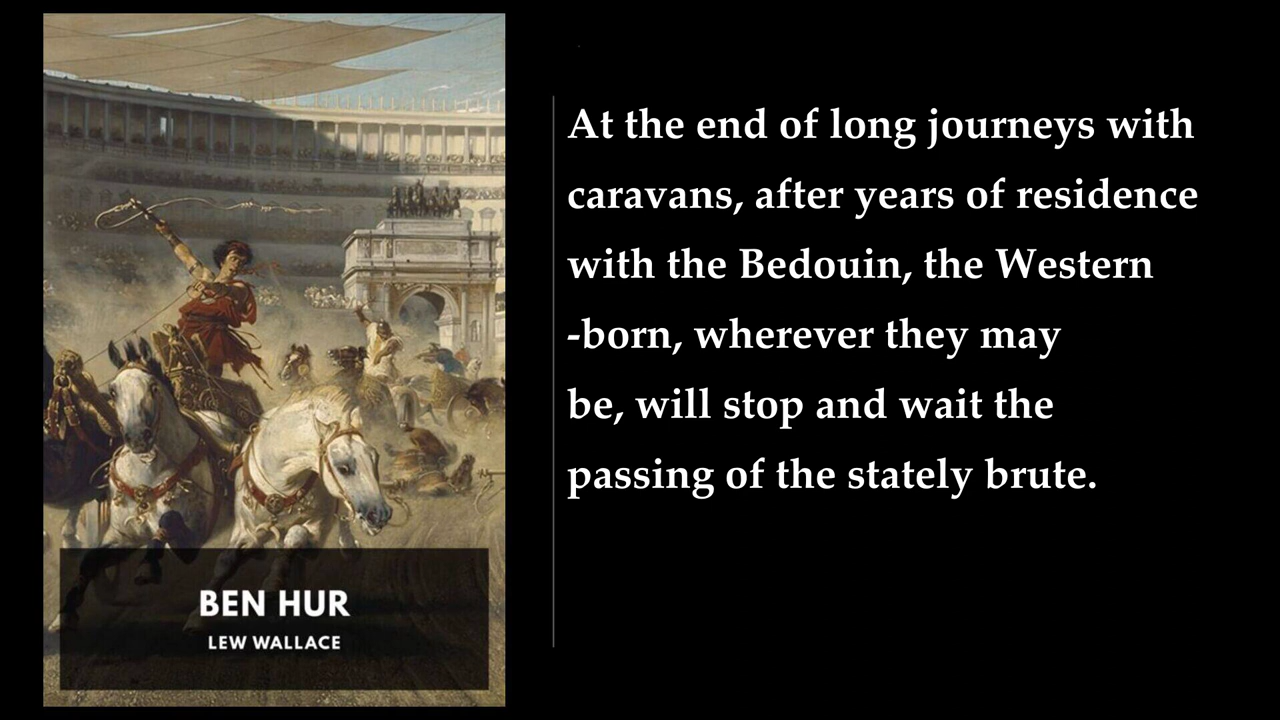 BEN HUR
LEW WALLACE
At the end of long journeys with
caravans, after years of residence
with the Bedouin, the Western
-born, wherever they may
be, will stop and wait the
passing of the stately brute.